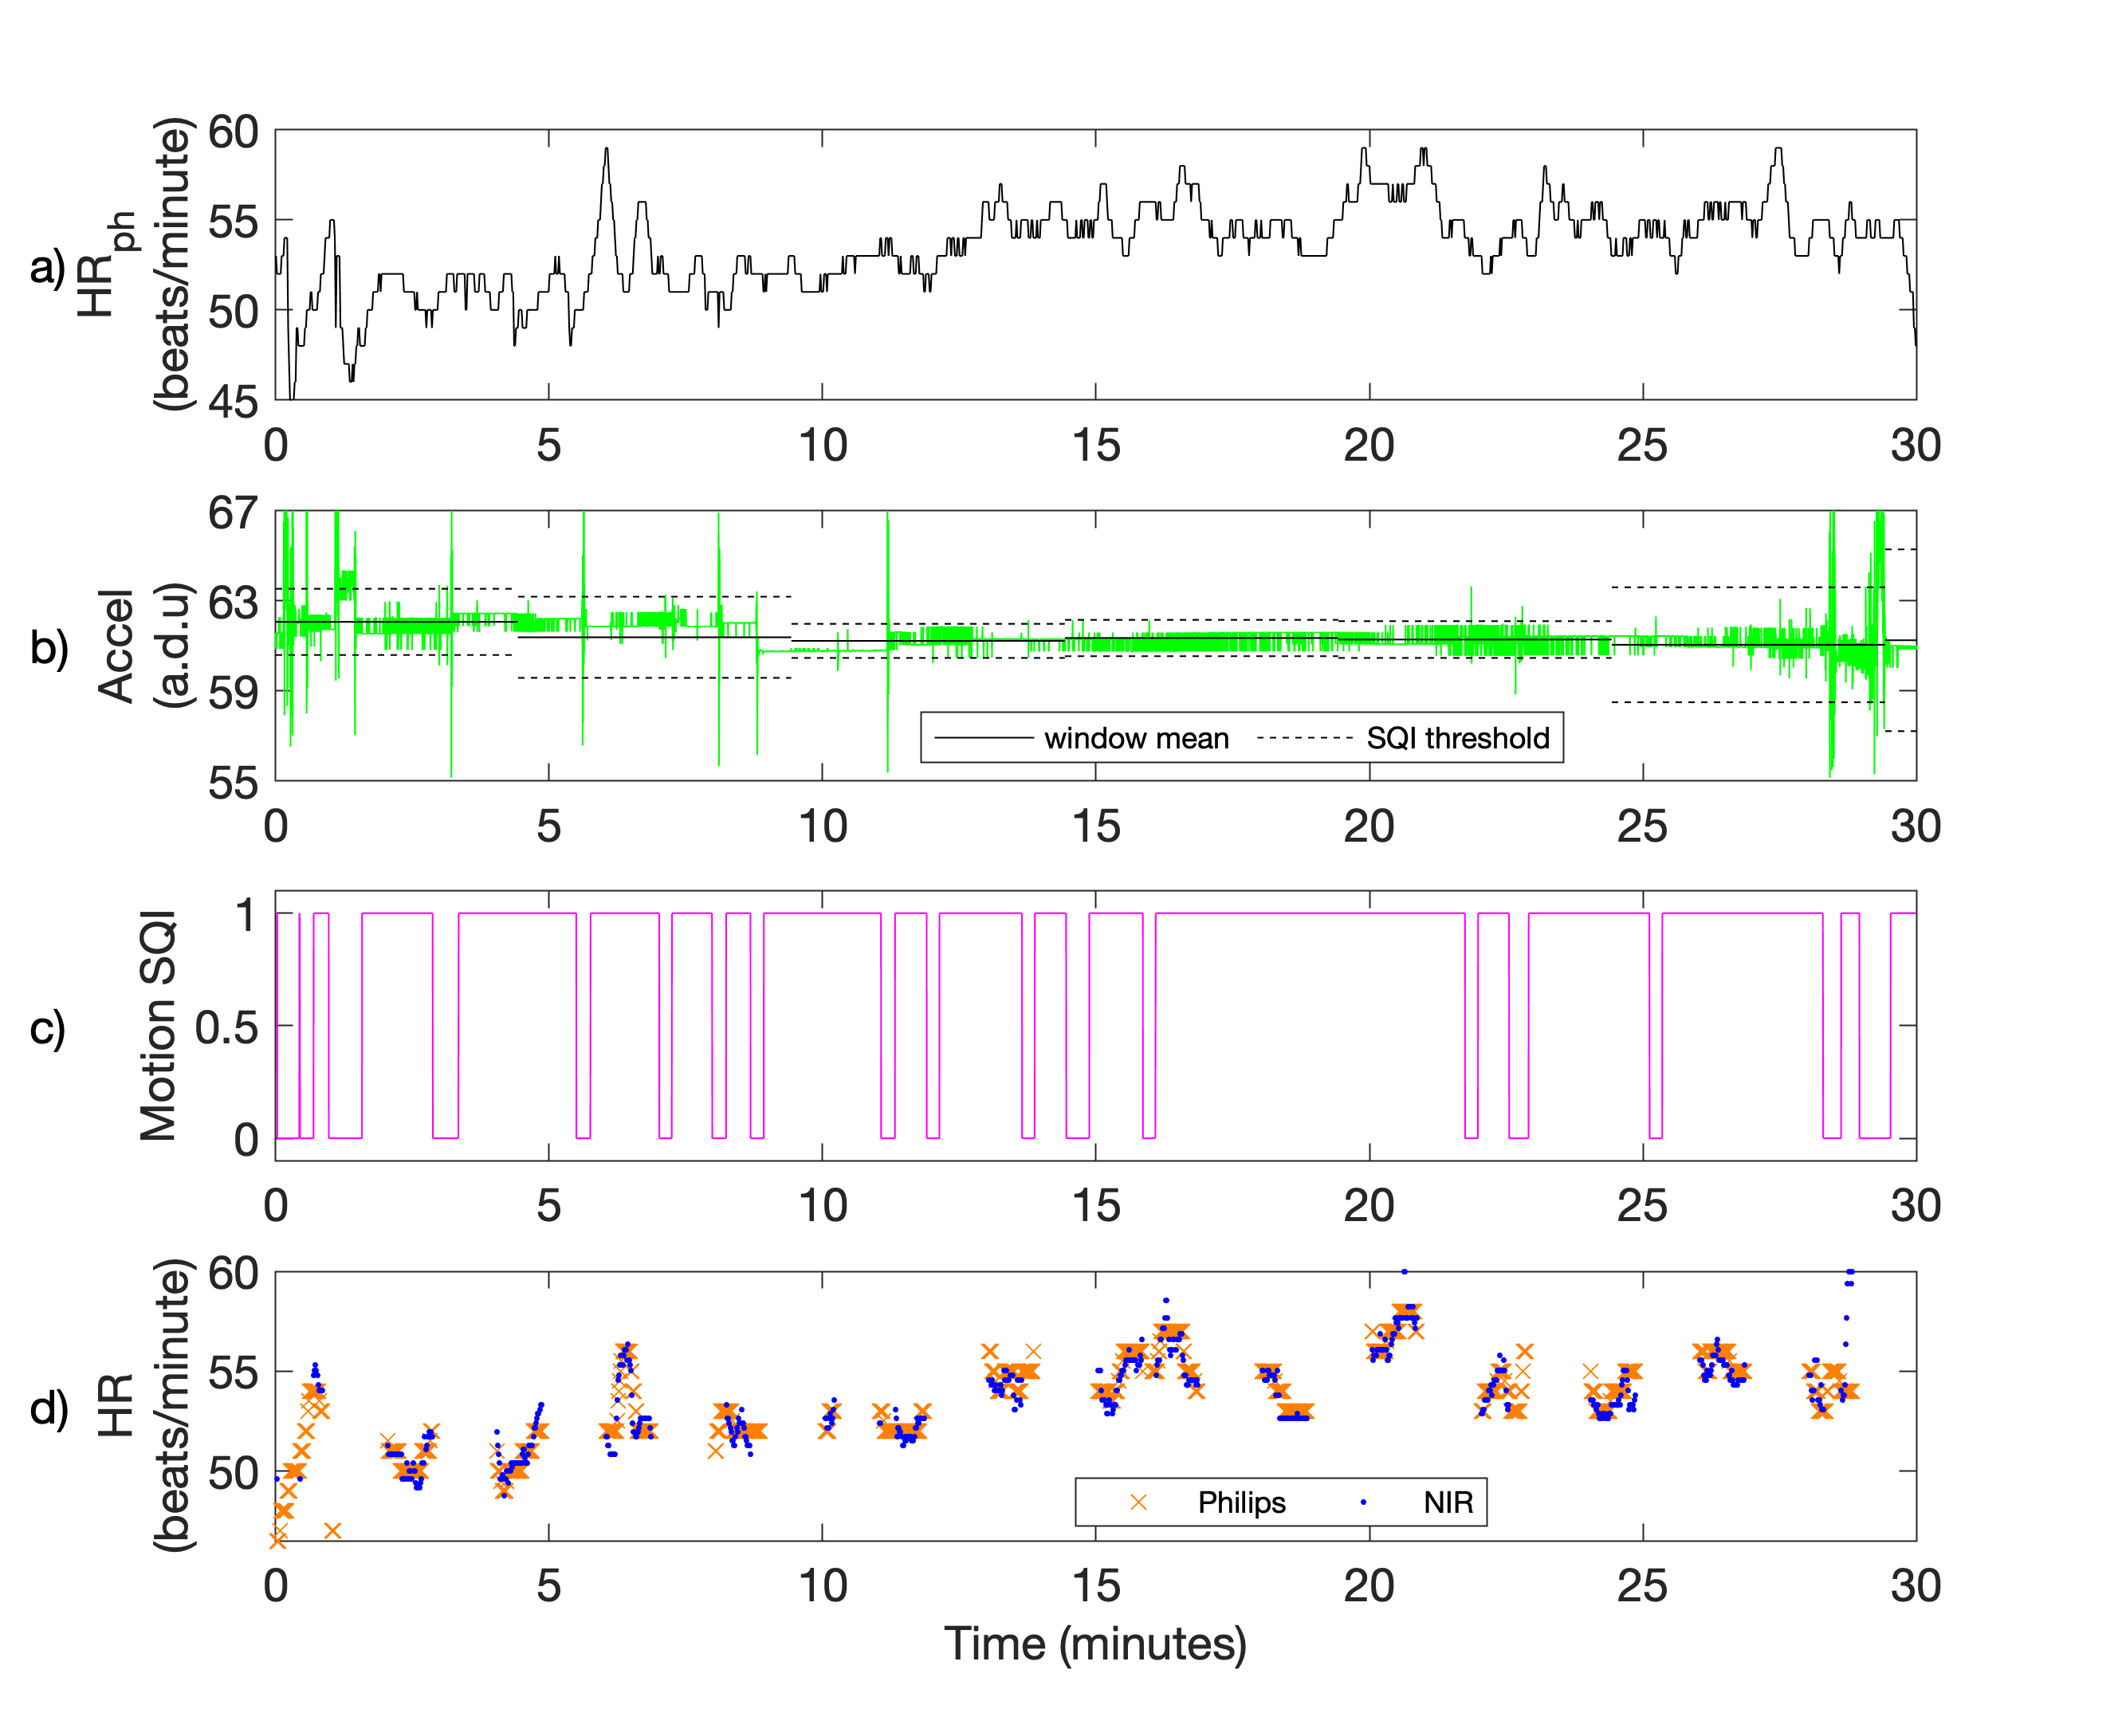 a)
HRph
(beats/minute)
60
55
50
45
0 5 10 15 20 25 30
b)
Accel
(a.d.u)
67
63
59
55
window mean
SQI threshold
0 5 10 15 20 25 30
c)
Motion SQI
1
0.5
0
0 5 10 15 20 25 30
d)
HR
(beats/minute)
60
55
50
Philips
NIR
0 5 10 15 20 25 30
Time (minutes)